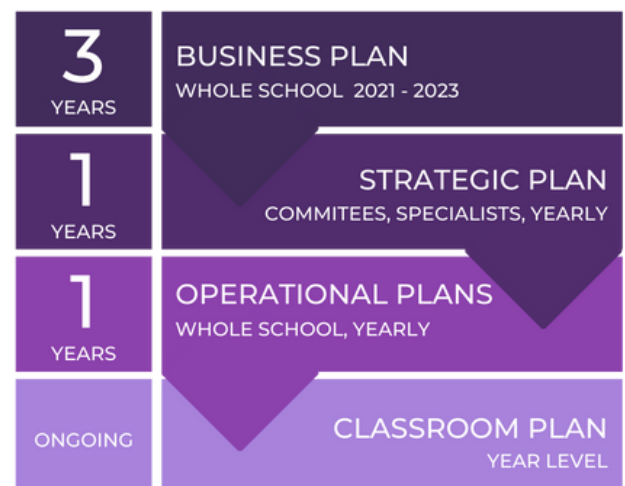 3
YEARS
BUSINESS PLAN
WHOLE SCHOOL 2021 - 2023
1
YEARS
STRATEGIC PLAN
COMMITEES, SPECIALISTS, YEARLY
1
YEARS
OPERATIONAL PLANS
WHOLE SCHOOL, YEARLY
ONGOING
CLASSROOM PLAN
YEAR LEVEL